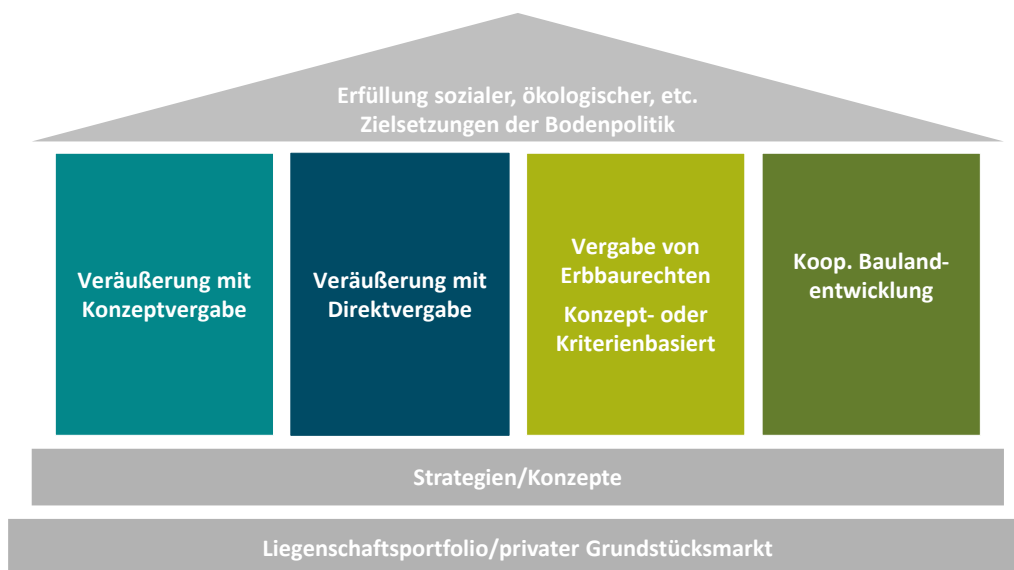 Erfüllung sozialer, ökologischer, etc.
Zielsetzungen der Bodenpolitik
Veräußerung mit
Konzeptvergabe
Veräußerung mit
Direktvergabe
Vergabe von
Erbbaurechten
Konzept- oder
Kriterienbasiert
Koop. Bauland-
entwicklung
Strategien/Konzepte
Liegenschaftsportfolio/privater Grundstücksmarkt